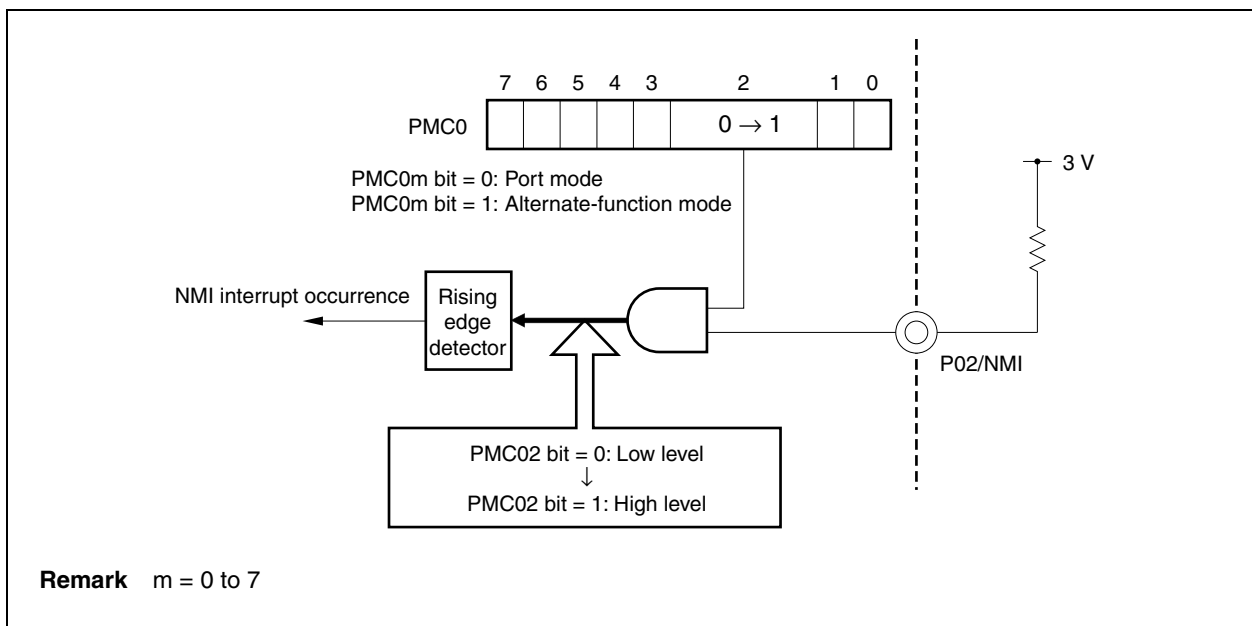 7 6 5 4 3 2 1 0
PMC0
0 → 1
3 V
PMC0m bit = 0: Port mode
PMC0m bit = 1: Alternate-function mode
NMI interrupt occurrence
Rising
edge
detector
P02/NMI
PMC02 bit = 0: Low level
↓
PMC02 bit = 1: High level
Remark m = 0 to 7